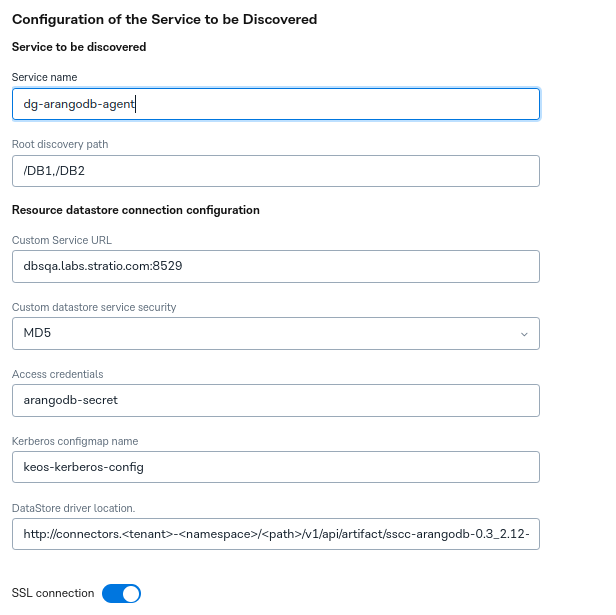 Configuration of the Service to be Discovered
Service to be discovered
Service name
dg-arangodb-agent
Root discovery path
/DB1,/DB2
Resource datastore connection configuration
Custom Service URL
dbsqa.labs.stratio.com:8529
Custom datastore service security
MD5
Access credentials
arangodb-secret
Kerberos configmap name
keos-kerberos-config
DataStore driver location.
http://connectors.<tenant>-<namespace>/<path>/v1/api/artifact/sscc-arangodb-0.3_2.12-
SSL connection